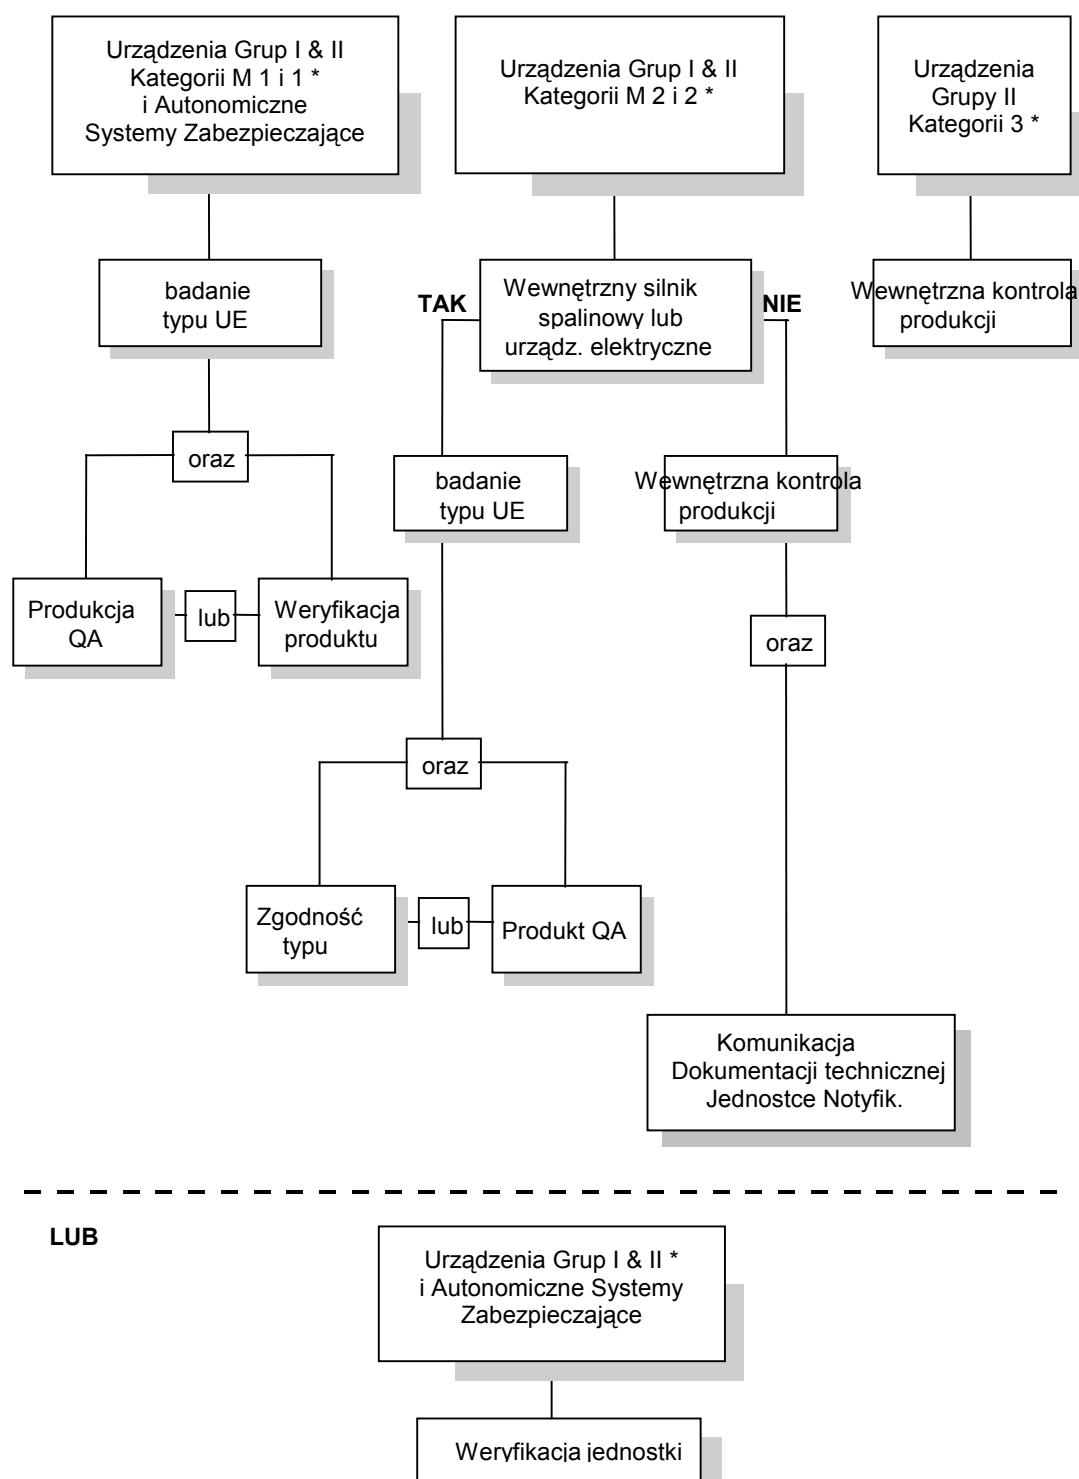 Urządzenia Grup I & II
Kategorii M 1 i 1 *
i Autonomiczne
Systemy Zabezpieczające
Urządzenia Grup I & II
Kategorii M 2 i 2 *
Urządzenia
Grupy II
Kategorii 3 *
badanie
typu UE
TAK
Wewnętrzny silnik
spalinowy lub
urządz. elektryczne
NIE
Wewnętrzna kontrola
produkcji
oraz
badanie
typu UE
Wewnętrzna kontrola
produkcji
Produkcja
QA
lub
Weryfikacja
produktu
oraz
oraz
Zgodność
typu
lub
Produkt QA
Komunikacja
Dokumentacji technicznej
Jednostce Notyfik.
LUB
Urządzenia Grup I & II *
i Autonomiczne Systemy
Zabezpieczające
Weryfikacja jednostki